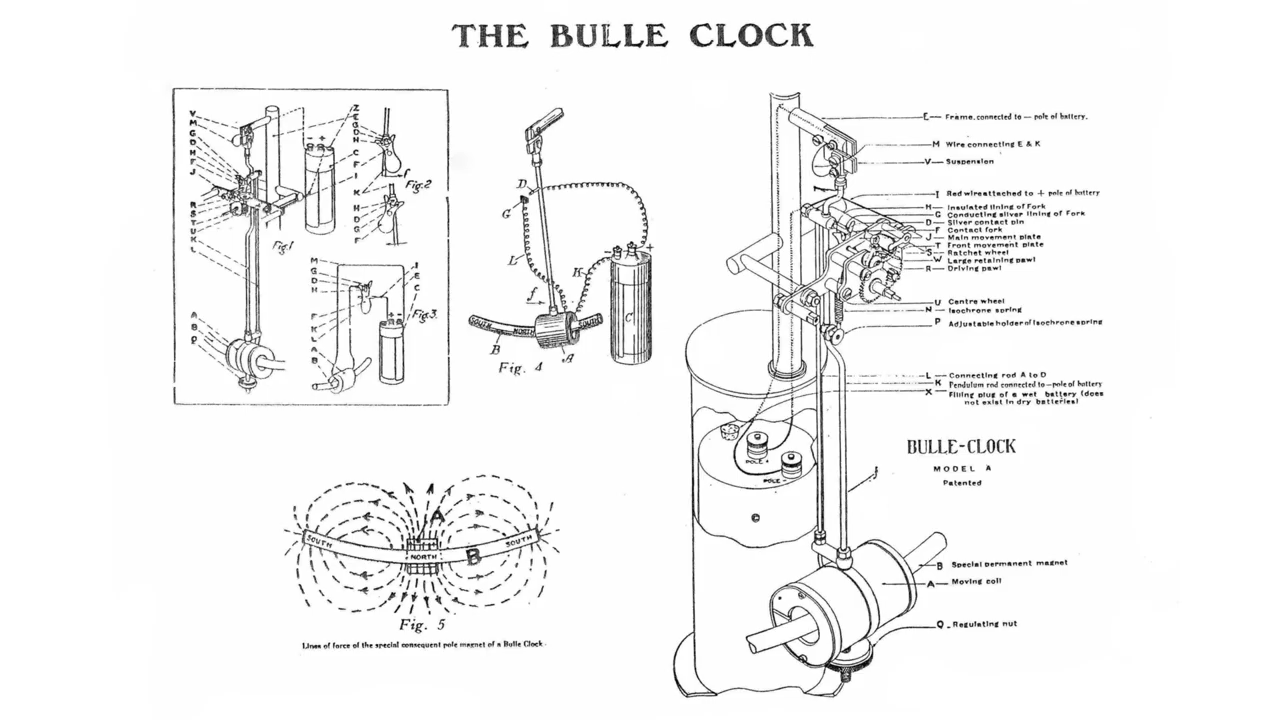 THE BULLE CLOCK
V
M
G
D
H
F
J
R
S
T
U
K
L
A
B
Q
Fig.1
Z
E
G
D
H
C
F
I
K
f
Fig.2
H
D
G
F
M
G
D
H
F
K
L
A
B
I
E
C
Fig.3.
- +
+ -
D
G
L
K
f
+
C
SOUTH
NORTH
SOUTH
B
A
Fig. 4
E- Frame, connected to — pole of battery.
M Wire connecting E & K
V- Suspension
I Red wire attached to + pole of battery
H- Insulated lining of Fork
G Conducting silver lining of Fork
D- Silver contact pin
F Contact fork
J- Main movement plate
T Front movement plate
S- Ratchet wheel
W Large retaining pawl
R- Driving pawl
U Centre wheel
N- Isochrone spring
P Adjustable holder of Isochrone spring
L- Connecting rod A to D
K Pendulum rod connected to — pole of battery
X- Filling plug of a wet battery (does
not exist in dry batteries)
POLE +
POLE -
C
J
BULLE-CLOCK
MODEL A
Patented
B Special permanent magnet
A- Moving coil
Q- Regulating nut
A
SOUTH
NORTH
B
SOUTH
Fig. 5
Lines of force of the special consequent pole magnet of a Bulle Clock.